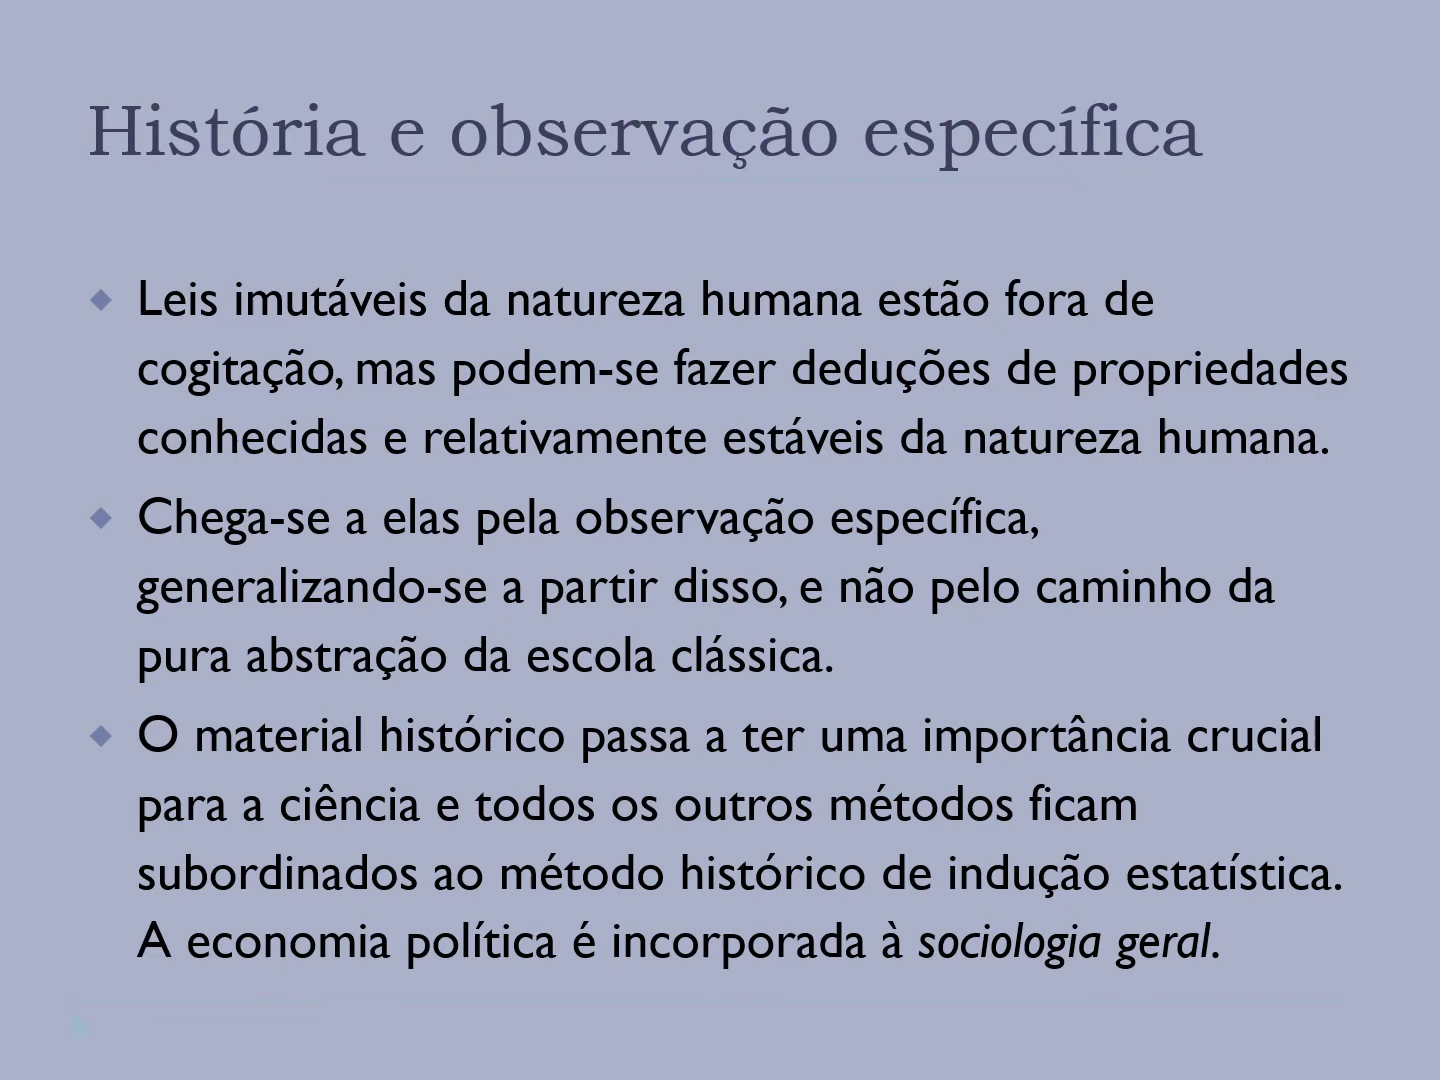 História e observação específica
Leis imutáveis da natureza humana estão fora de
cogitação, mas podem-se fazer deduções de propriedades
conhecidas e relativamente estáveis da natureza humana.
Chega-se a elas pela observação específica,
generalizando-se a partir disso, e não pelo caminho da
pura abstração da escola clássica.
O material histórico passa a ter uma importância crucial
para a ciência e todos os outros métodos ficam
subordinados ao método histórico de indução estatística.
A economia política é incorporada à sociologia geral.